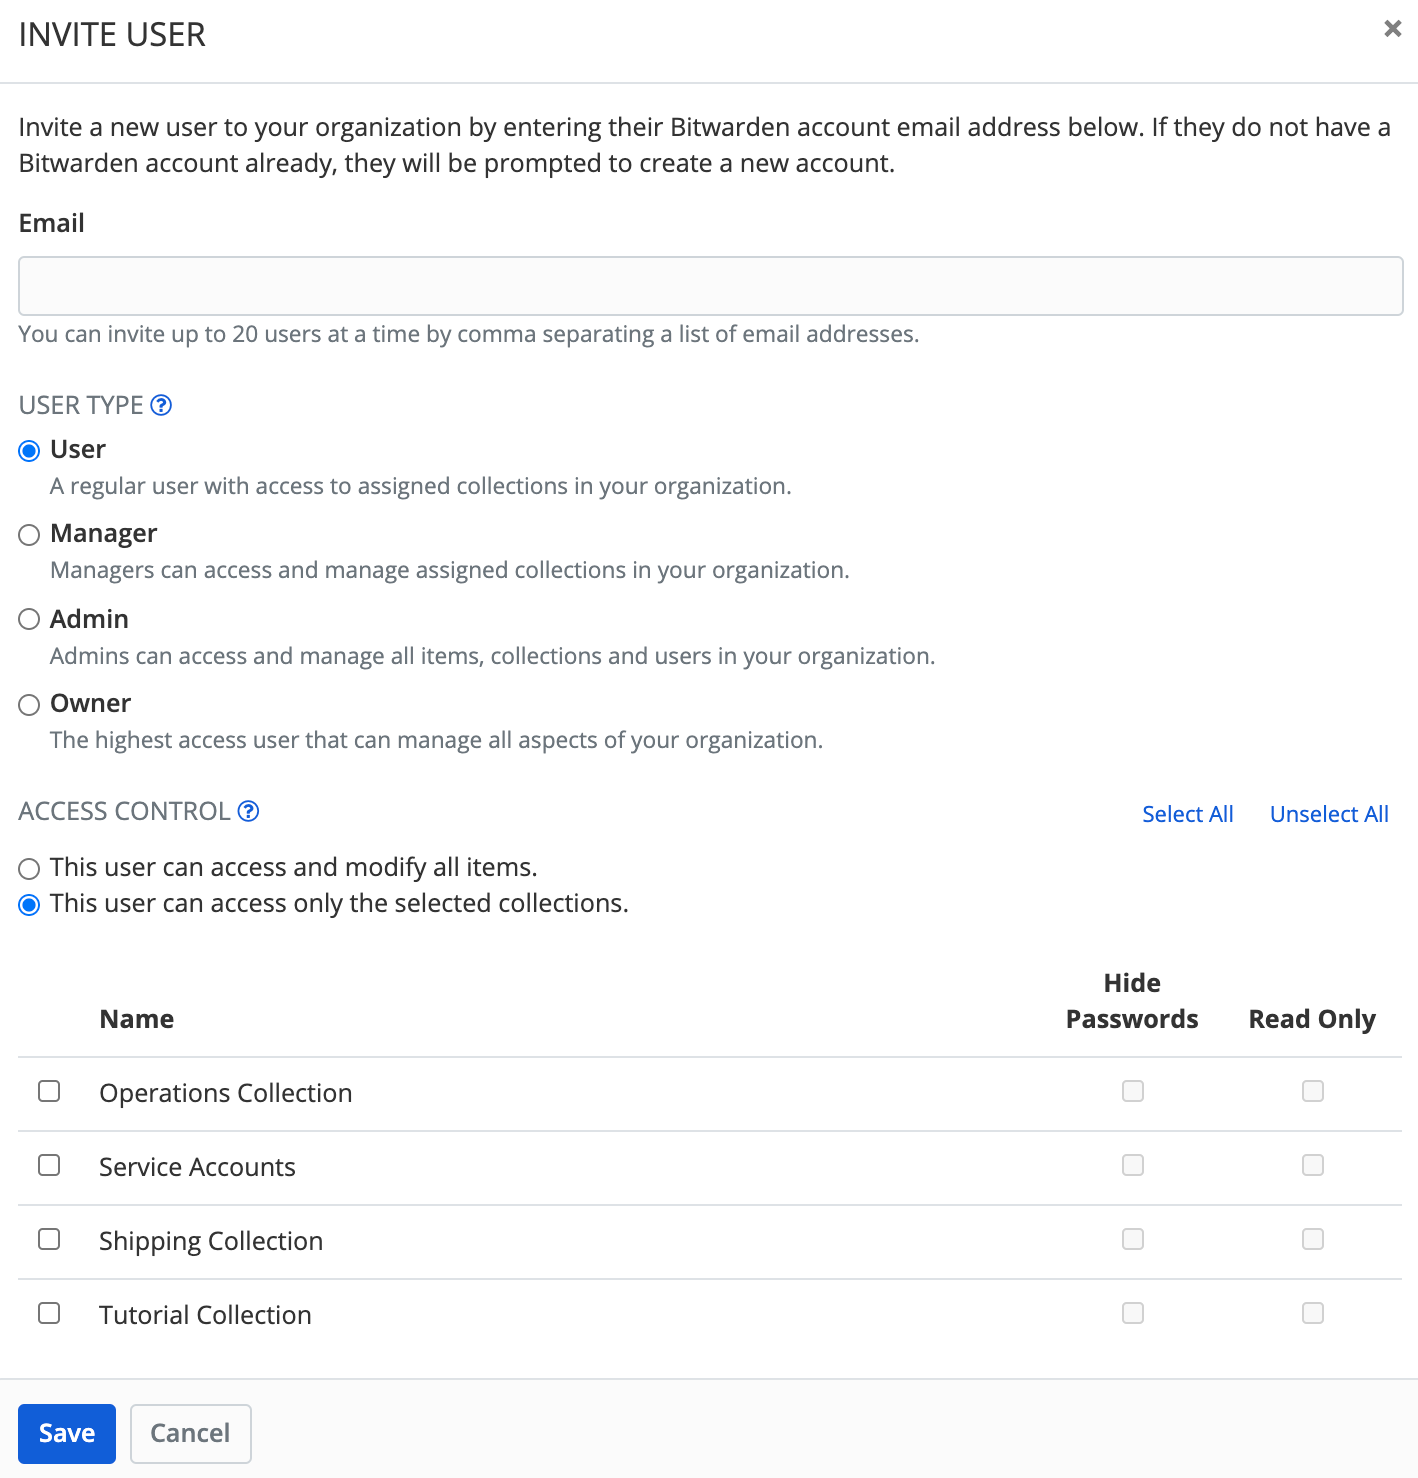 INVITE USER
Invite a new user to your organization by entering their Bitwarden account email address below. If they do not have a
Bitwarden account already, they will be prompted to create a new account.
Email
You can invite up to 20 users at a time by comma separating a list of email addresses.
USER TYPE
User
A regular user with access to assigned collections in your organization.
Manager
Managers can access and manage assigned collections in your organization.
Admin
Admins can access and manage all items, collections and users in your organization.
Owner
The highest access user that can manage all aspects of your organization.
ACCESS CONTROL Select All Unselect All
This user can access and modify all items.
This user can access only the selected collections.
Name Hide Passwords Read Only
Operations Collection
Service Accounts
Shipping Collection
Tutorial Collection
Save Cancel